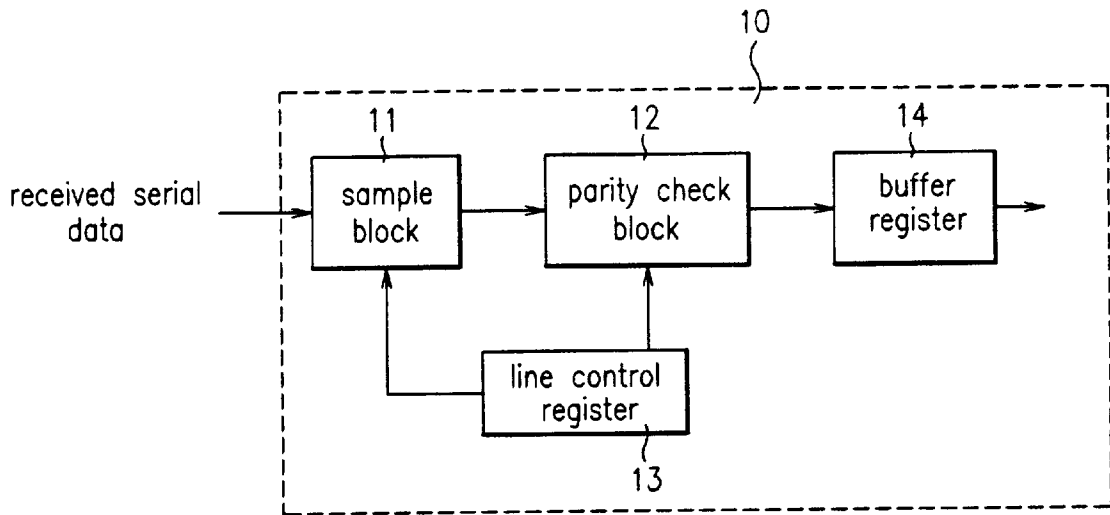 10
11
12
14
received serial
data
sample
block
parity check
block
buffer
register
line control
register
13